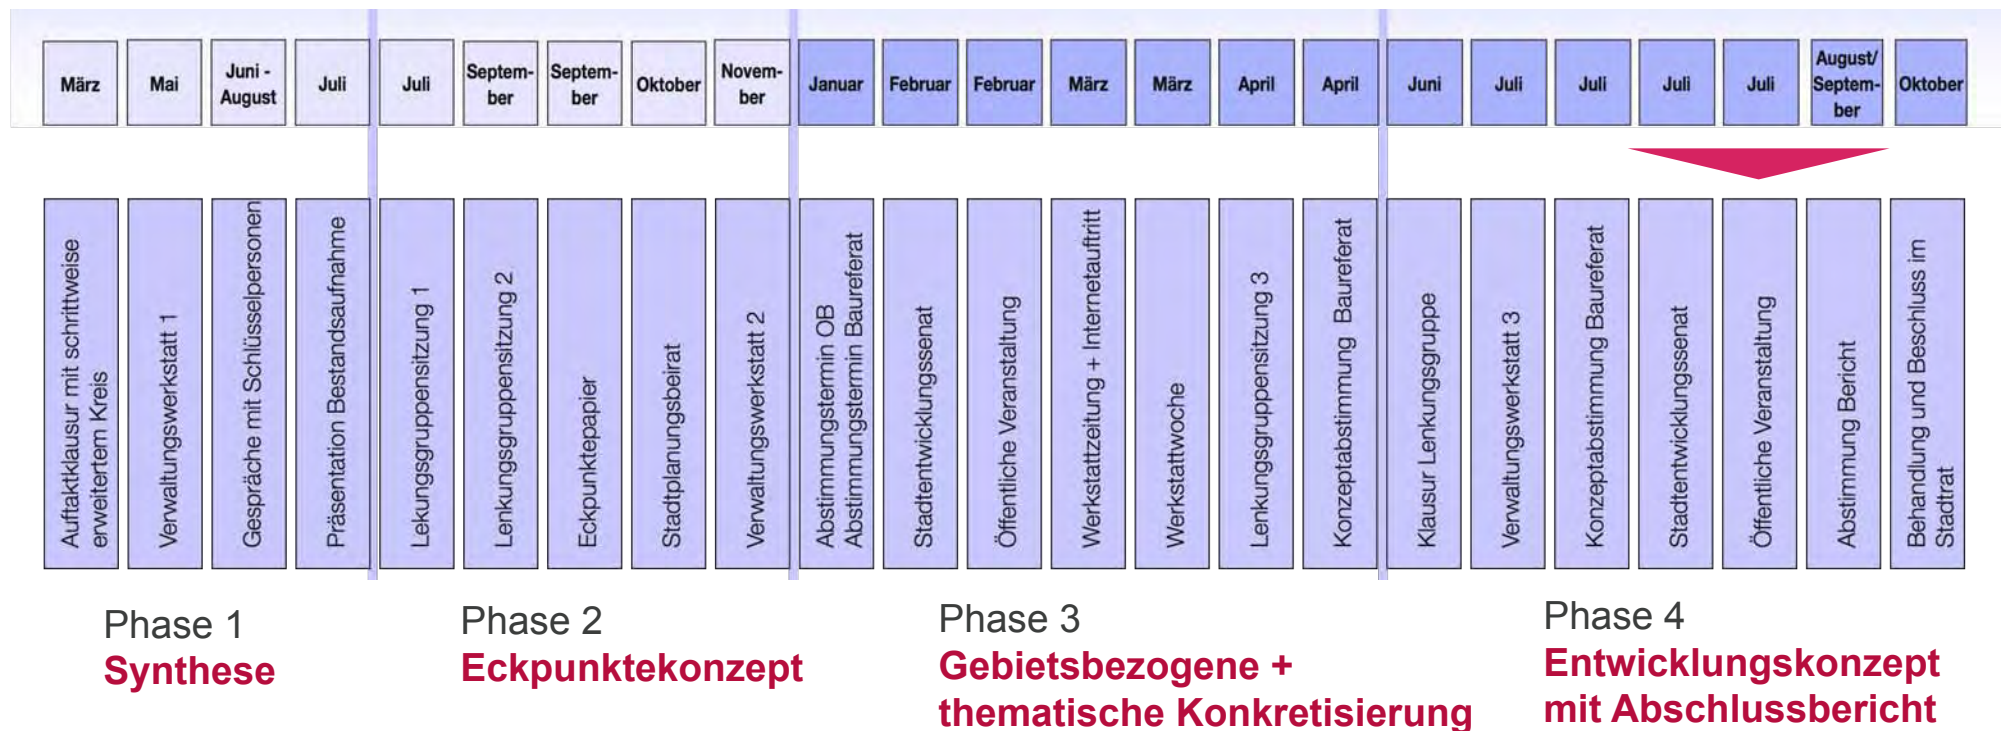 März
Mai
Juni -
August
Juli
Juli
Septem-
ber
Septem-
ber
Oktober
Novem-
ber
Januar
Februar
Februar
März
März
April
April
Juni
Juli
Juli
Juli
Juli
August/
Septem-
ber
Oktober
Auftaktklausur mit schrittweise
erweitertem Kreis
Verwaltungswerkstatt 1
Gespräche mit Schlüsselpersonen
Präsentation Bestandsaufnahme
Lekungsgruppensitzung 1
Lenkungsgruppensitzung 2
Eckpunktepapier
Stadtplanungsbeirat
Verwaltungswerkstatt 2
Abstimmungstermin OB
Abstimmungstermin Baureferat
Stadtentwicklungssenat
Öffentliche Veranstaltung
Werkstattzeitung + Internetauftritt
Werkstattwoche
Lenkungsgruppensitzung 3
Konzeptabstimmung Baureferat
Klausur Lenkungsgruppe
Verwaltungswerkstatt 3
Konzeptabstimmung Baureferat
Stadtentwicklungssenat
Öffentliche Veranstaltung
Abstimmung Bericht
Behandlung und Beschluss im
Stadtrat
Phase 1
Synthese
Phase 2
Eckpunktekonzept
Phase 3
Gebietsbezogene +
thematische Konkretisierung
Phase 4
Entwicklungskonzept
mit Abschlussbericht